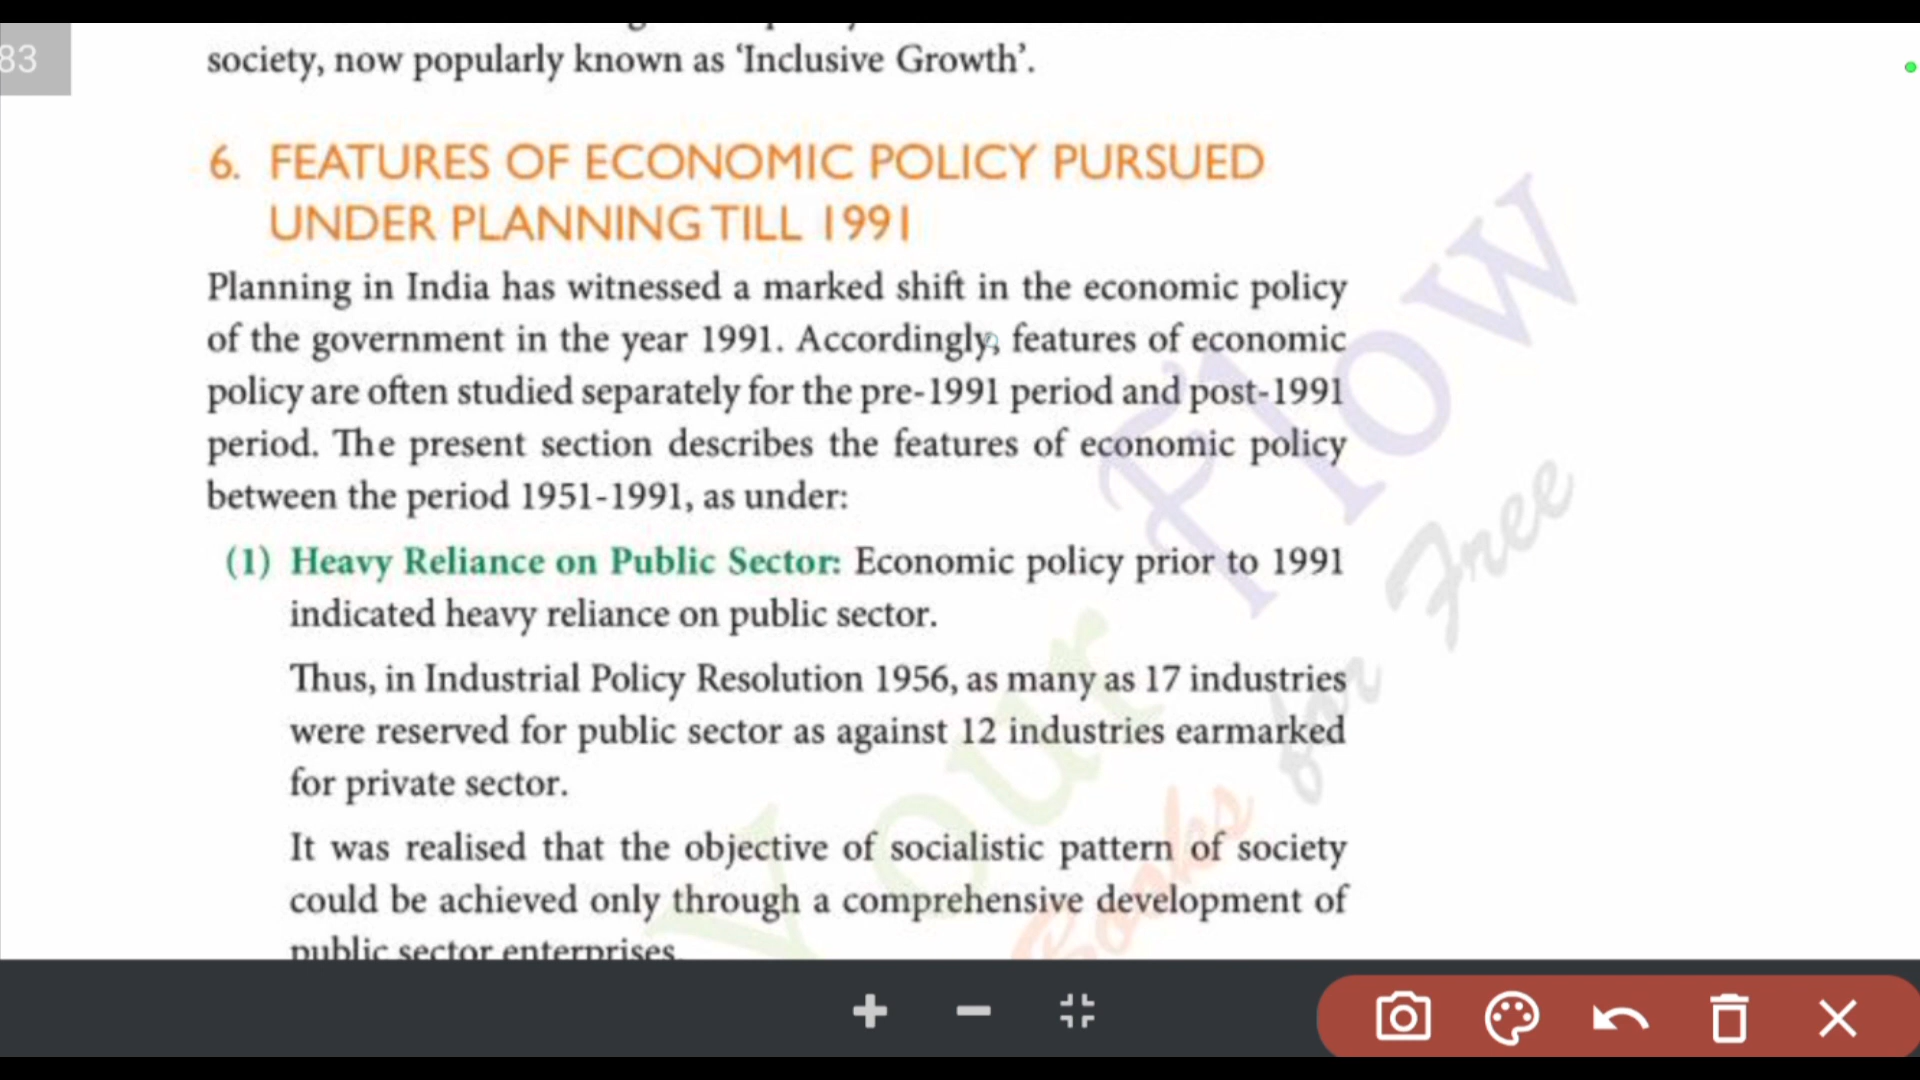 83
society, now popularly known as ‘Inclusive Growth’.
6. FEATURES OF ECONOMIC POLICY PURSUED
UNDER PLANNING TILL 1991
Planning in India has witnessed a marked shift in the economic policy
of the government in the year 1991. Accordingly, features of economic
policy are often studied separately for the pre-1991 period and post-1991
period. The present section describes the features of economic policy
between the period 1951-1991, as under:
(1) Heavy Reliance on Public Sector: Economic policy prior to 1991
indicated heavy reliance on public sector.
Thus, in Industrial Policy Resolution 1956, as many as 17 industries
were reserved for public sector as against 12 industries earmarked
for private sector.
It was realised that the objective of socialistic pattern of society
could be achieved only through a comprehensive development of
public sector enterprises.
Your Flow
Books for Free